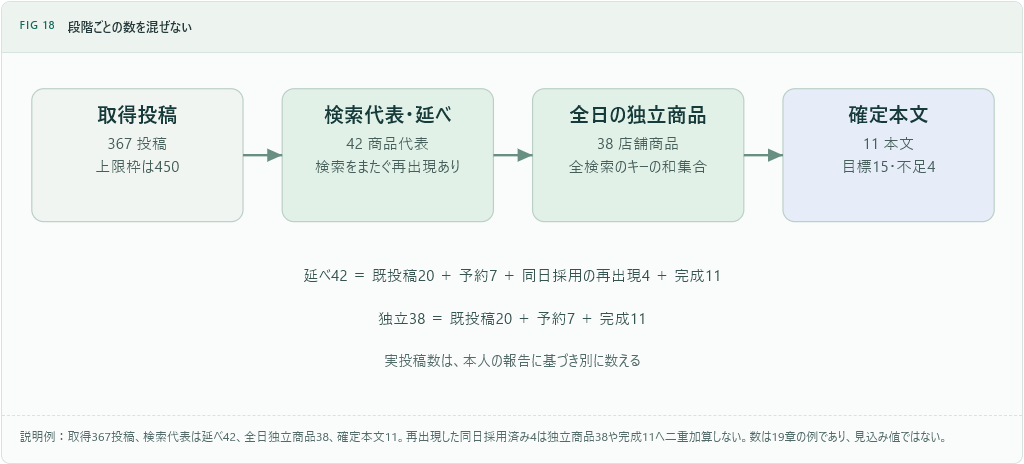 FIG 18 段階ごとの数を混ぜない
取得投稿
367 投稿
上限枠は450
検索代表・延べ
42 商品代表
検索をまたぐ再出現あり
全日の独立商品
38 店舗商品
全検索のキーの和集合
確定本文
11 本文
目標15・不足4
延べ42 ＝ 既投稿20 ＋ 予約7 ＋ 同日採用の再出現4 ＋ 完成11
独立38 ＝ 既投稿20 ＋ 予約7 ＋ 完成11
実投稿数は、本人の報告に基づき別に数える
説明例：取得367投稿、検索代表は延べ42、全日独立商品38、確定本文11。再出現した同日採用済み4は独立商品38や完成11へ二重加算しない。数は19章の例であり、見込み値ではない。